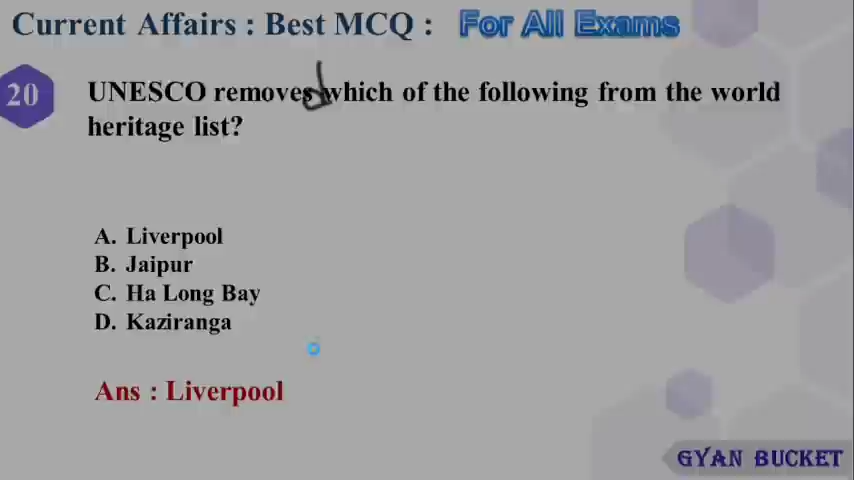 Current Affairs : Best MCQ : For All Exams
20
UNESCO removes which of the following from the world
heritage list?
A. Liverpool
B. Jaipur
C. Ha Long Bay
D. Kaziranga
Ans : Liverpool
GYAN BUCKET